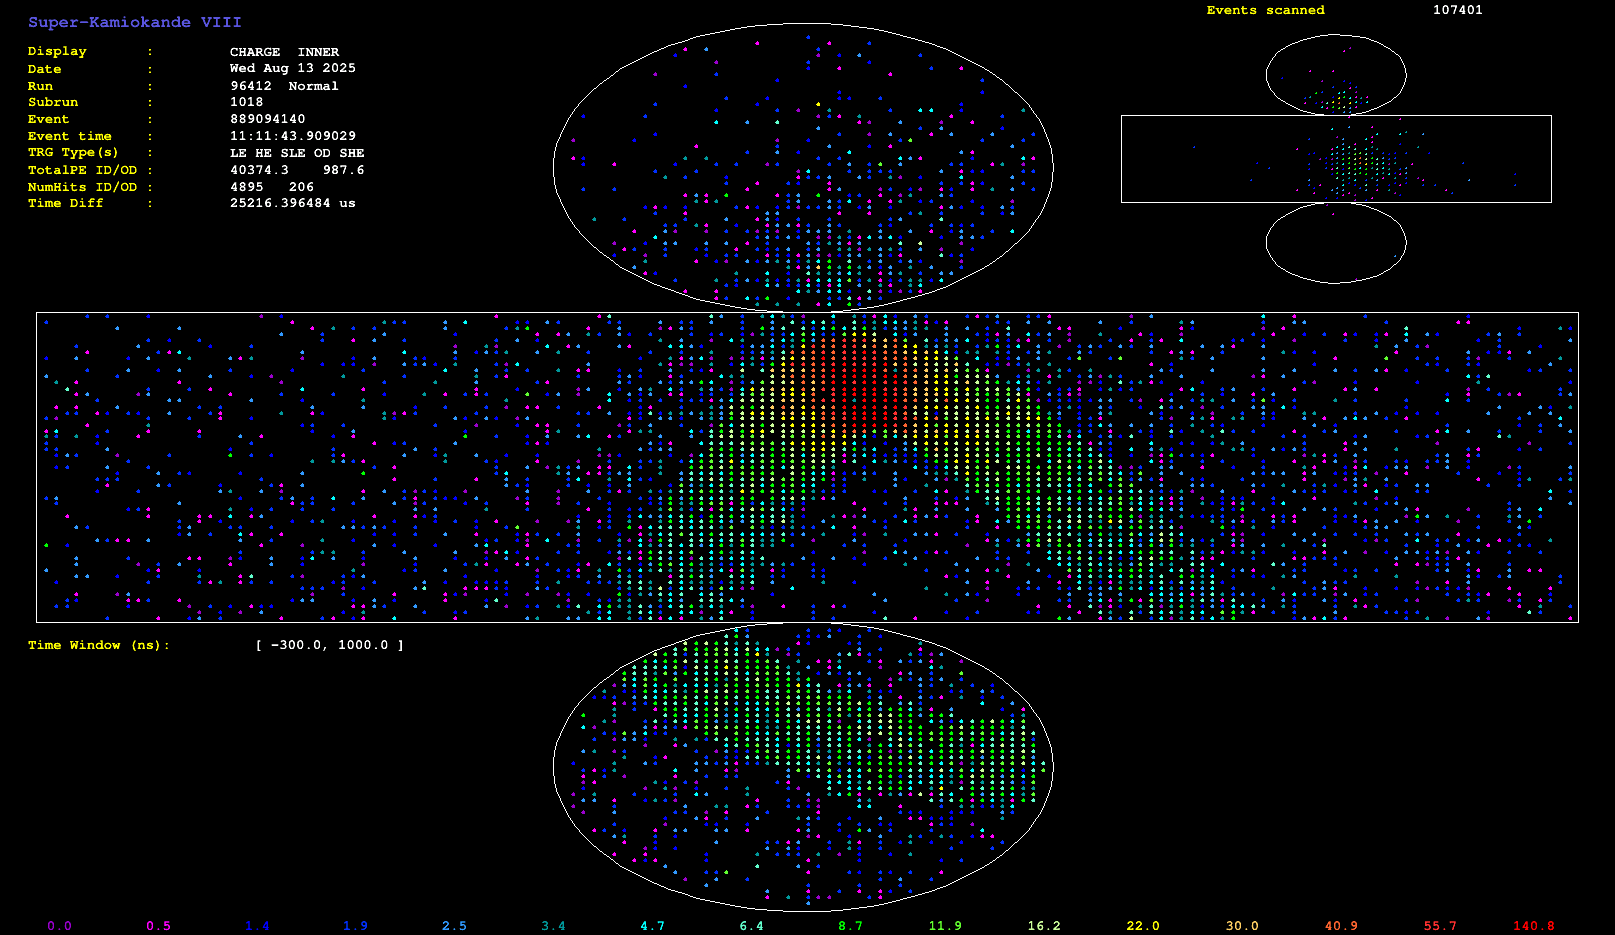 Super-Kamiokande VIII
Events scanned 107401
Display : CHARGE INNER
Date : Wed Aug 13 2025
Run : 96412 Normal
Subrun : 1018
Event : 889094140
Event time : 11:11:43.909029
TRG Type(s) : LE HE SLE OD SHE
TotalPE ID/OD : 40374.3 987.6
NumHits ID/OD : 4895 206
Time Diff : 25216.396484 us
Time Window (ns): [ -300.0, 1000.0 ]
0.0 0.5 1.4 1.9 2.5 3.4 4.7 6.4 8.7 11.9 16.2 22.0 30.0 40.9 55.7 140.8